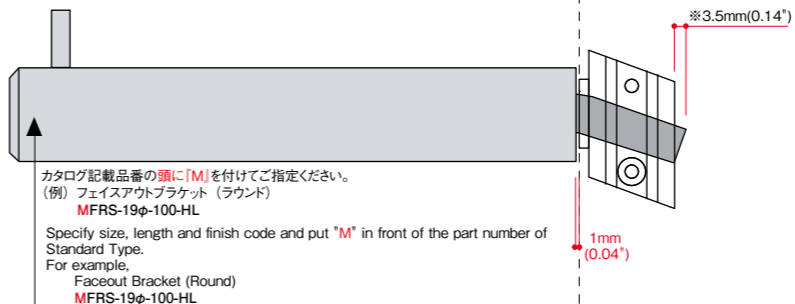 ※3.5mm(0.14")
カタログ記載品番の頭に『M』を付けてご指定ください。
(例) フェイスアウトブラケット (ラウンド)
MFRS-19φ-100-HL
Specify size, length and finish code and put "M" in front of the part number of
Standard Type.
For example,
Faceout Bracket (Round)
MFRS-19φ-100-HL
1mm
(0.04")